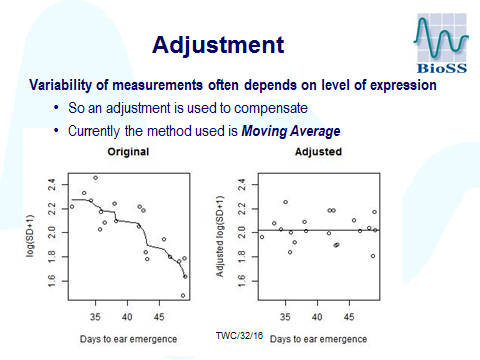 Adjustment
BioSS
Variability of measurements often depends on level of expression
• So an adjustment is used to compensate
• Currently the method used is Moving Average
Original
log(SD+1)
2.4
2.2
2.0
1.8
1.6
35 40 45
Days to ear emergence
Adjusted
Adjusted log(SD+1)
2.4
2.2
2.0
1.8
1.6
35 40 45
Days to ear emergence
TWC/32/16